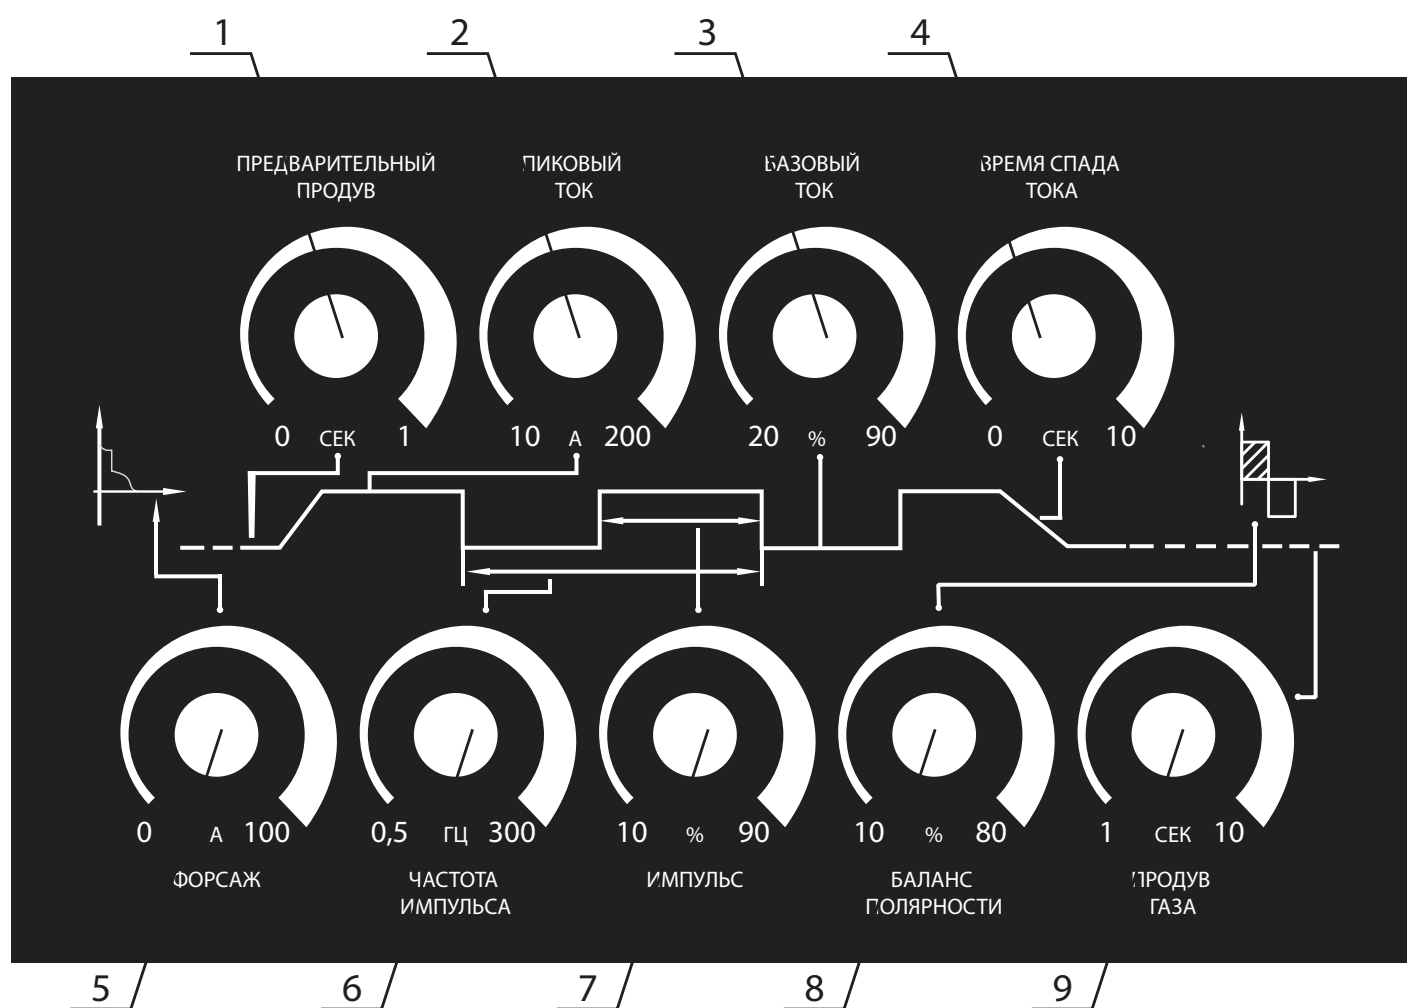 1 2 3 4
ПРЕДВАРИТЕЛЬНЫЙ
ПРОДУВ
ПИКОВЫЙ
ТОК
БАЗОВЫЙ
ТОК
ВРЕМЯ СПАДА
ТОКА
0 СЕК 1
10 А 200
20 % 90
0 СЕК 10
0 А 100
0,5 ГЦ 300
10 % 90
10 % 80
1 СЕК 10
ФОРСАЖ
ЧАСТОТА
ИМПУЛЬСА
ИМПУЛЬС
БАЛАНС
ПОЛЯРНОСТИ
ПРОДУВ
ГАЗА
5 6 7 8 9